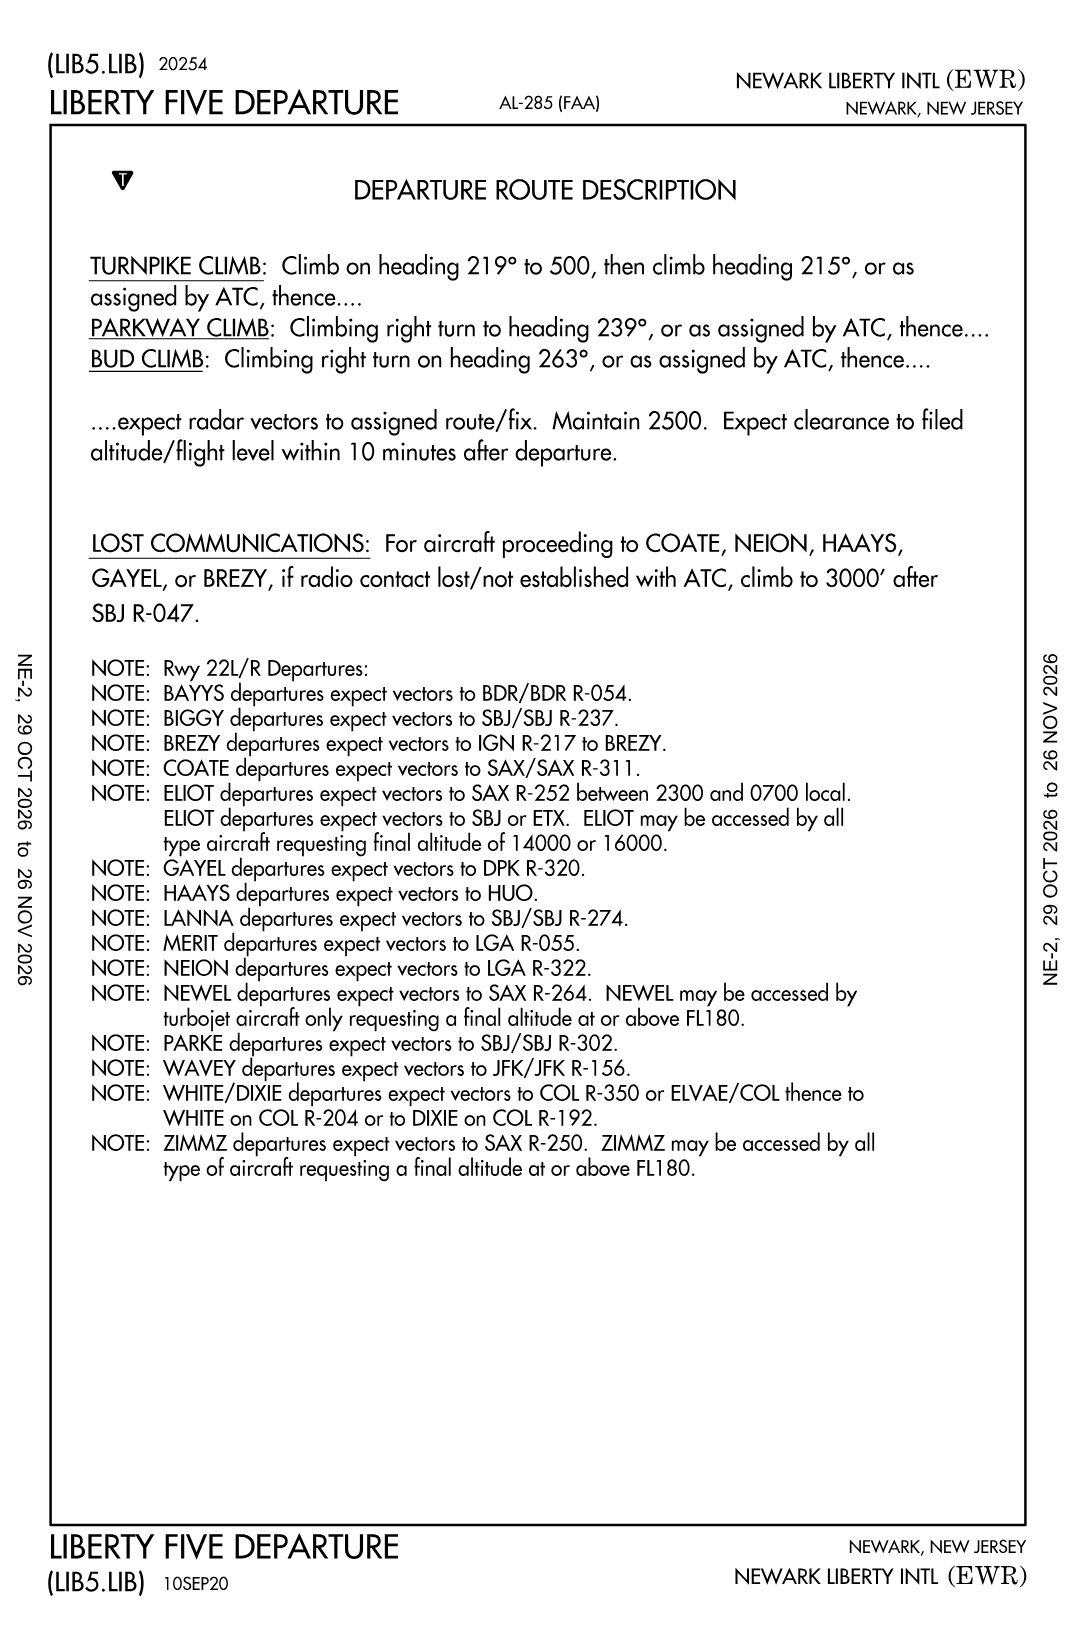 (LIB5.LIB) 20254
LIBERTY FIVE DEPARTURE
AL-285 (FAA)
NEWARK LIBERTY INTL (EWR)
NEWARK, NEW JERSEY
T
DEPARTURE ROUTE DESCRIPTION
TURNPIKE CLIMB: Climb on heading 219° to 500, then climb heading 215°, or as
assigned by ATC, thence....
PARKWAY CLIMB: Climbing right turn to heading 239°, or as assigned by ATC, thence....
BUD CLIMB: Climbing right turn on heading 263°, or as assigned by ATC, thence....
....expect radar vectors to assigned route/fix. Maintain 2500. Expect clearance to filed
altitude/flight level within 10 minutes after departure.
LOST COMMUNICATIONS: For aircraft proceeding to COATE, NEION, HAAYS,
GAYEL, or BREZY, if radio contact lost/not established with ATC, climb to 3000’ after
SBJ R-047.
NOTE: Rwy 22L/R Departures:
NOTE: BAYYS departures expect vectors to BDR/BDR R-054.
NOTE: BIGGY departures expect vectors to SBJ/SBJ R-237.
NOTE: BREZY departures expect vectors to IGN R-217 to BREZY.
NOTE: COATE departures expect vectors to SAX/SAX R-311.
NOTE: ELIOT departures expect vectors to SAX R-252 between 2300 and 0700 local.
ELIOT departures expect vectors to SBJ or ETX. ELIOT may be accessed by all
type aircraft requesting final altitude of 14000 or 16000.
NOTE: GAYEL departures expect vectors to DPK R-320.
NOTE: HAAYS departures expect vectors to HUO.
NOTE: LANNA departures expect vectors to SBJ/SBJ R-274.
NOTE: MERIT departures expect vectors to LGA R-055.
NOTE: NEION departures expect vectors to LGA R-322.
NOTE: NEWEL departures expect vectors to SAX R-264. NEWEL may be accessed by
turbojet aircraft only requesting a final altitude at or above FL180.
NOTE: PARKE departures expect vectors to SBJ/SBJ R-302.
NOTE: WAVEY departures expect vectors to JFK/JFK R-156.
NOTE: WHITE/DIXIE departures expect vectors to COL R-350 or ELVAE/COL thence to
WHITE on COL R-204 or to DIXIE on COL R-192.
NOTE: ZIMMZ departures expect vectors to SAX R-250. ZIMMZ may be accessed by all
type of aircraft requesting a final altitude at or above FL180.
NE-2, 29 OCT 2026 to 26 NOV 2026
NE-2, 29 OCT 2026 to 26 NOV 2026
LIBERTY FIVE DEPARTURE
(LIB5.LIB) 10SEP20
NEWARK, NEW JERSEY
NEWARK LIBERTY INTL (EWR)